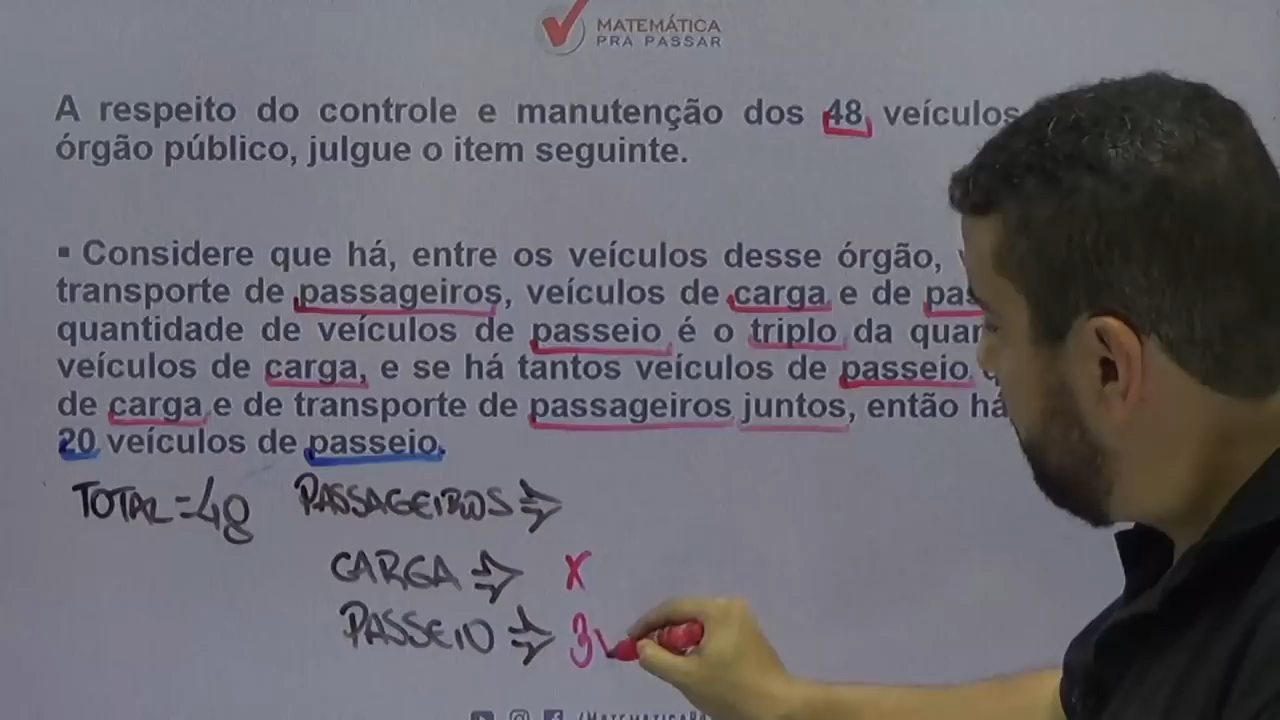 MATEMÁTICA
PRA PASSAR
A respeito do controle e manutenção dos 48 veículos
órgão público, julgue o item seguinte.
▪ Considere que há, entre os veículos desse órgão,
transporte de passageiros, veículos de carga e de pas
quantidade de veículos de passeio é o triplo da quan
veículos de carga, e se há tantos veículos de passeio
de carga e de transporte de passageiros juntos, então há
20 veículos de passeio.
TOTAL = 48 PASSAGEIROS ⇒
CARGA ⇒ X
PASSEIO ⇒ 3